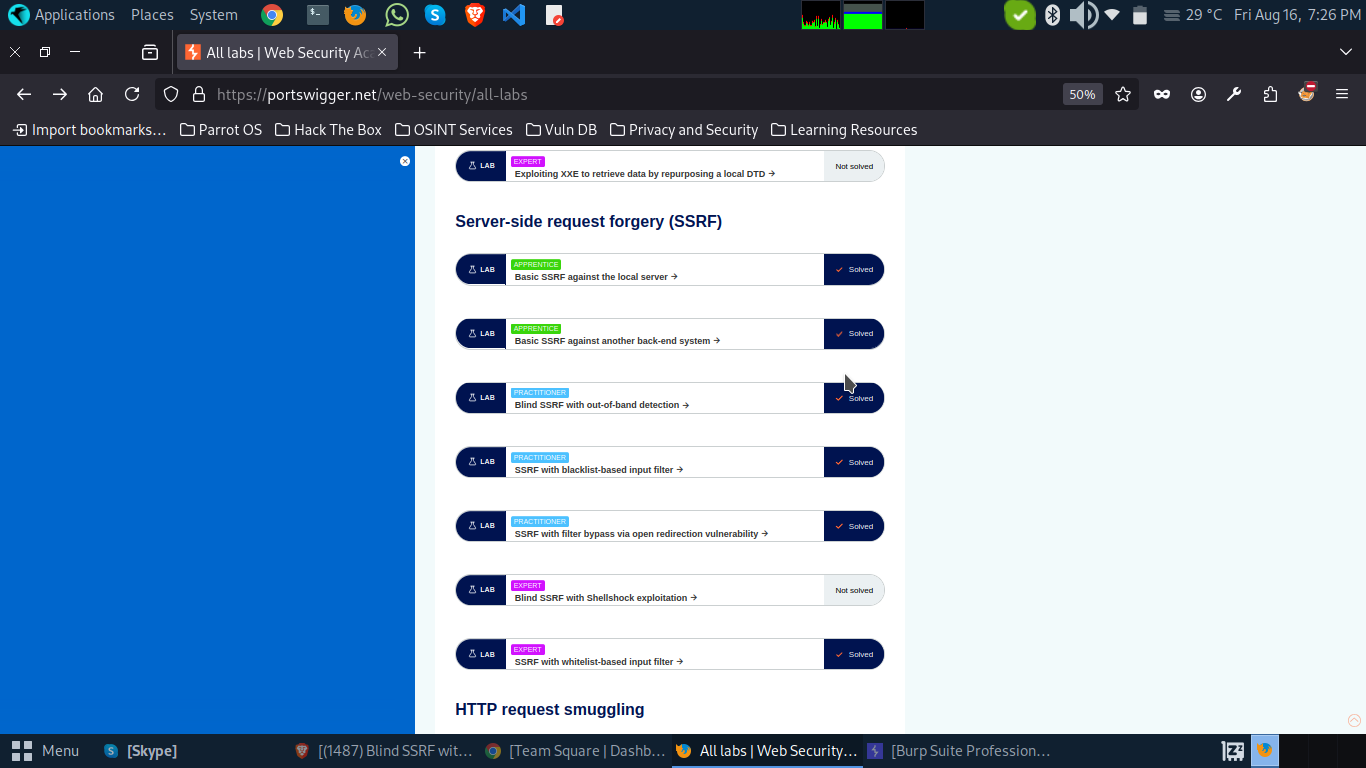 Applications Places System 29 °C Fri Aug 16, 7:26 PM
All labs | Web Security Aca
https://portswigger.net/web-security/all-labs 50%
Import bookmarks… Parrot OS Hack The Box OSINT Services Vuln DB Privacy and Security Learning Resources
LAB EXPERT
Exploiting XXE to retrieve data by repurposing a local DTD → Not solved
Server-side request forgery (SSRF)
LAB APPRENTICE
Basic SSRF against the local server → Solved
LAB APPRENTICE
Basic SSRF against another back-end system → Solved
LAB PRACTITIONER
Blind SSRF with out-of-band detection → Solved
LAB PRACTITIONER
SSRF with blacklist-based input filter → Solved
LAB PRACTITIONER
SSRF with filter bypass via open redirection vulnerability → Solved
LAB EXPERT
Blind SSRF with Shellshock exploitation → Not solved
LAB EXPERT
SSRF with whitelist-based input filter → Solved
HTTP request smuggling
Menu [Skype] [(1487) Blind SSRF wit… [Team Square | Dashb… All labs | Web Security… [Burp Suite Profession…